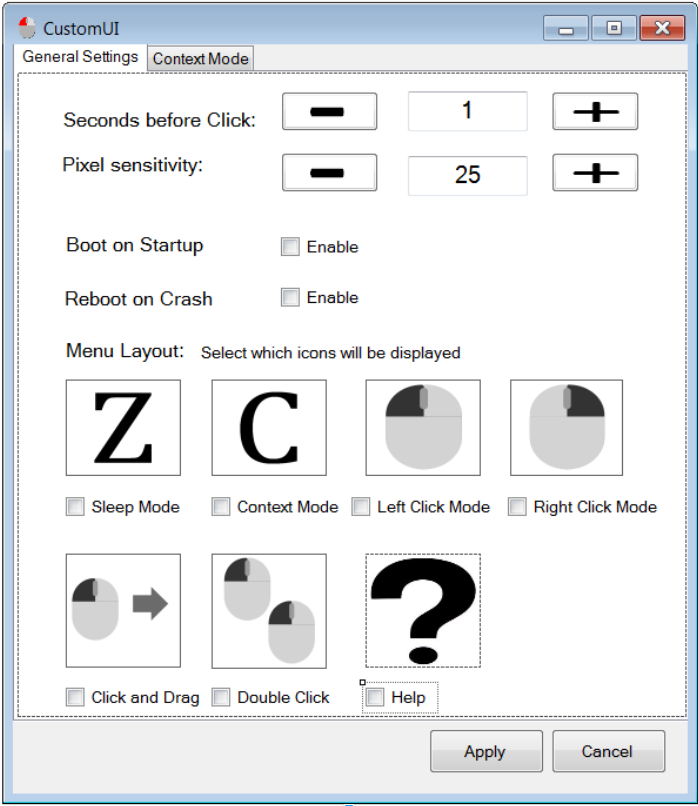 CustomUI
General Settings Context Mode
Seconds before Click: 1
Pixel sensitivity: 25
Boot on Startup Enable
Reboot on Crash Enable
Menu Layout: Select which icons will be displayed
Z C
Sleep Mode Context Mode Left Click Mode Right Click Mode
?
Click and Drag Double Click Help
Apply Cancel